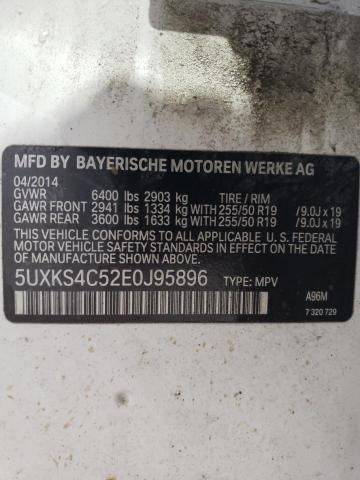 MFD BY BAYERISCHE MOTOREN WERKE AG
04/2014
GVWR 6400 lbs 2903 kg TIRE / RIM
GAWR FRONT 2941 lbs 1334 kg WITH 255/50 R19 / 9.0J x 19
GAWR REAR 3600 lbs 1633 kg WITH 255/50 R19 / 9.0J x 19
THIS VEHICLE CONFORMS TO ALL APPLICABLE U. S. FEDERAL
MOTOR VEHICLE SAFETY STANDARDS IN EFFECT ON THE DATE
OF MANUFACTURE SHOWN ABOVE.
5UXKS4C52E0J95896 TYPE: MPV
A96M
7 320 729